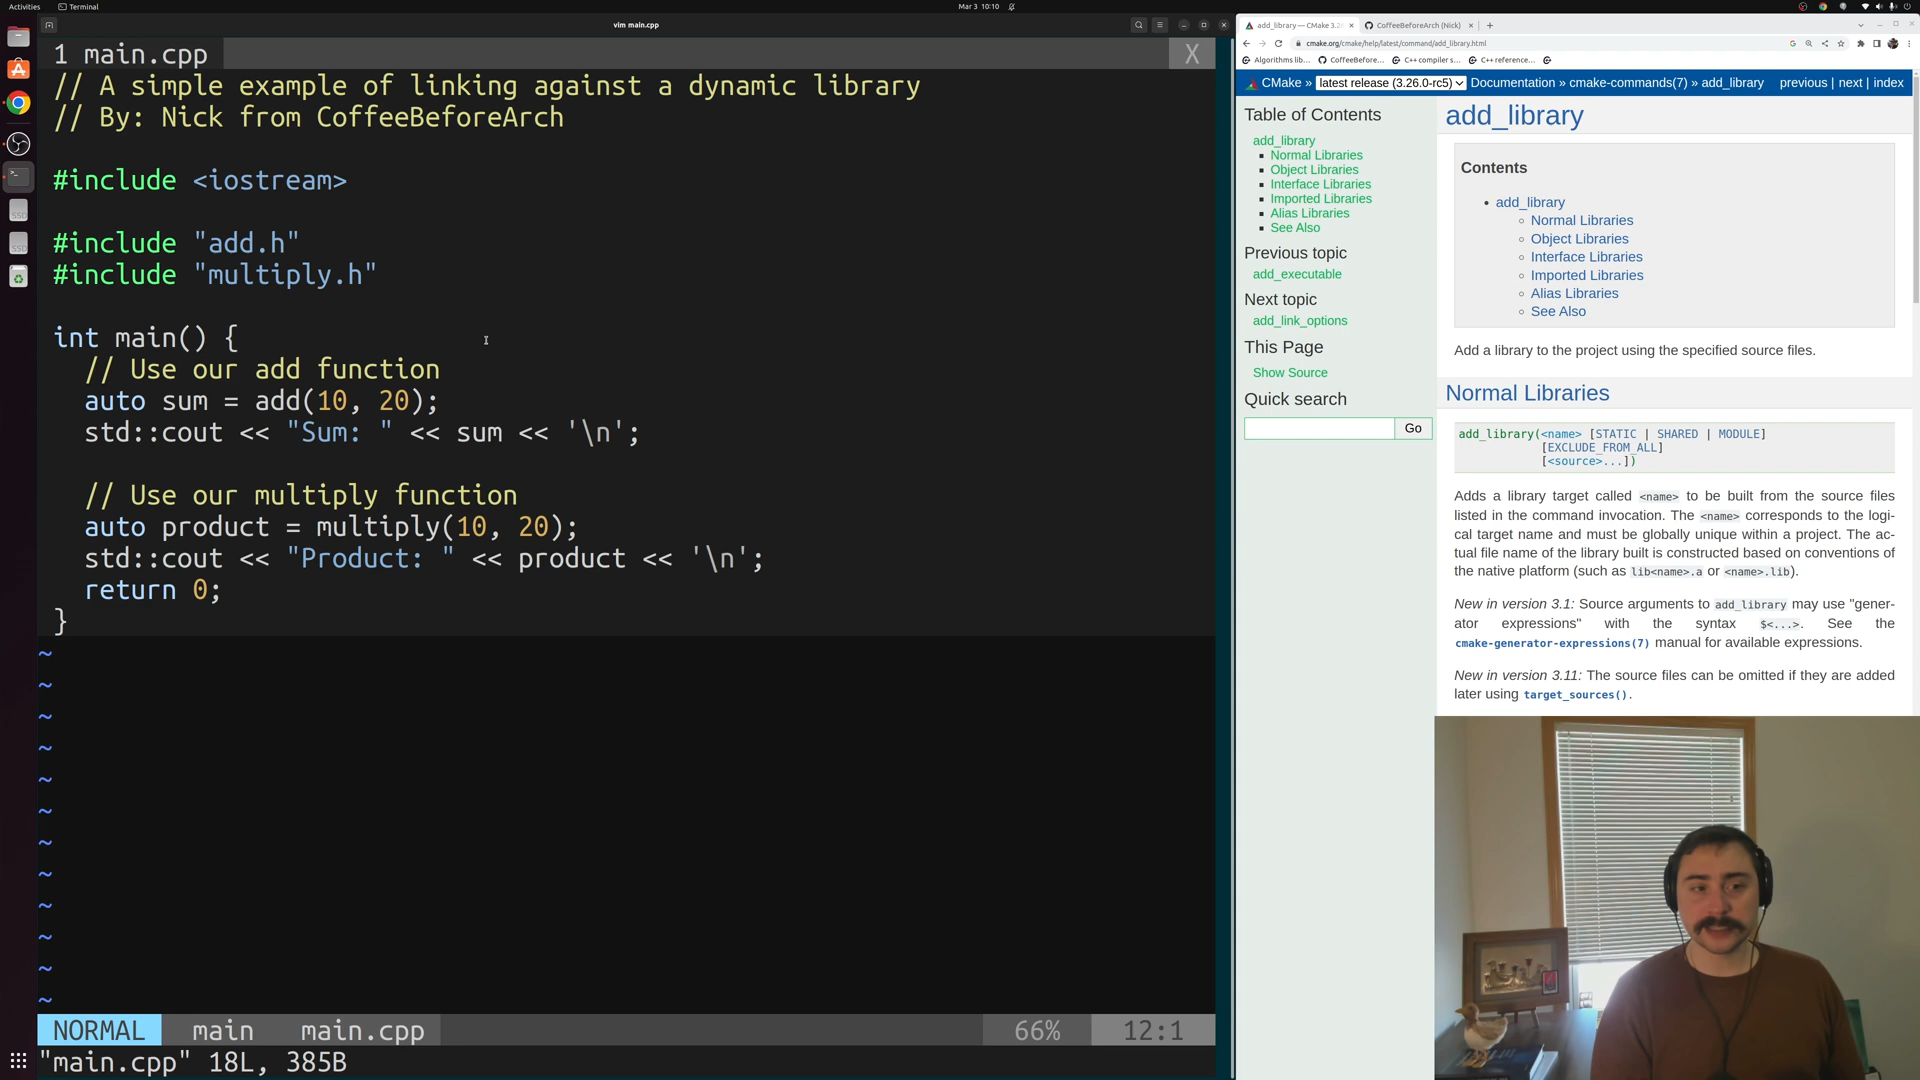 Activities
Terminal
Mar 3 10:10
vim main.cpp
1 main.cpp
X
// A simple example of linking against a dynamic library
// By: Nick from CoffeeBeforeArch
#include <iostream>
#include "add.h"
#include "multiply.h"
int main() {
// Use our add function
auto sum = add(10, 20);
std::cout << "Sum: " << sum << '\n';
// Use our multiply function
auto product = multiply(10, 20);
std::cout << "Product: " << product << '\n';
return 0;
}
~
~
~
~
~
~
~
~
~
~
~
~
NORMAL main main.cpp 66% 12:1
"main.cpp" 18L, 385B
add_library — CMake 3.2
CoffeeBeforeArch (Nick)
cmake.org/cmake/help/latest/command/add_library.html
Algorithms lib...
CoffeeBefore...
C++ compiler s...
C++ reference...
CMake » latest release (3.26.0-rc5) Documentation » cmake-commands(7) » add_library previous | next | index
Table of Contents
add_library
Normal Libraries
Object Libraries
Interface Libraries
Imported Libraries
Alias Libraries
See Also
Previous topic
add_executable
Next topic
add_link_options
This Page
Show Source
Quick search
Go
add_library
Contents
add_library
Normal Libraries
Object Libraries
Interface Libraries
Imported Libraries
Alias Libraries
See Also
Add a library to the project using the specified source files.
Normal Libraries
add_library(<name> [STATIC | SHARED | MODULE]
[EXCLUDE_FROM_ALL]
[<source>...])
Adds a library target called <name> to be built from the source files
listed in the command invocation. The <name> corresponds to the logi-
cal target name and must be globally unique within a project. The ac-
tual file name of the library built is constructed based on conventions of
the native platform (such as lib<name>.a or <name>.lib).
New in version 3.1: Source arguments to add_library may use "gener-
ator expressions" with the syntax $<...>. See the
cmake-generator-expressions(7) manual for available expressions.
New in version 3.11: The source files can be omitted if they are added
later using target_sources().